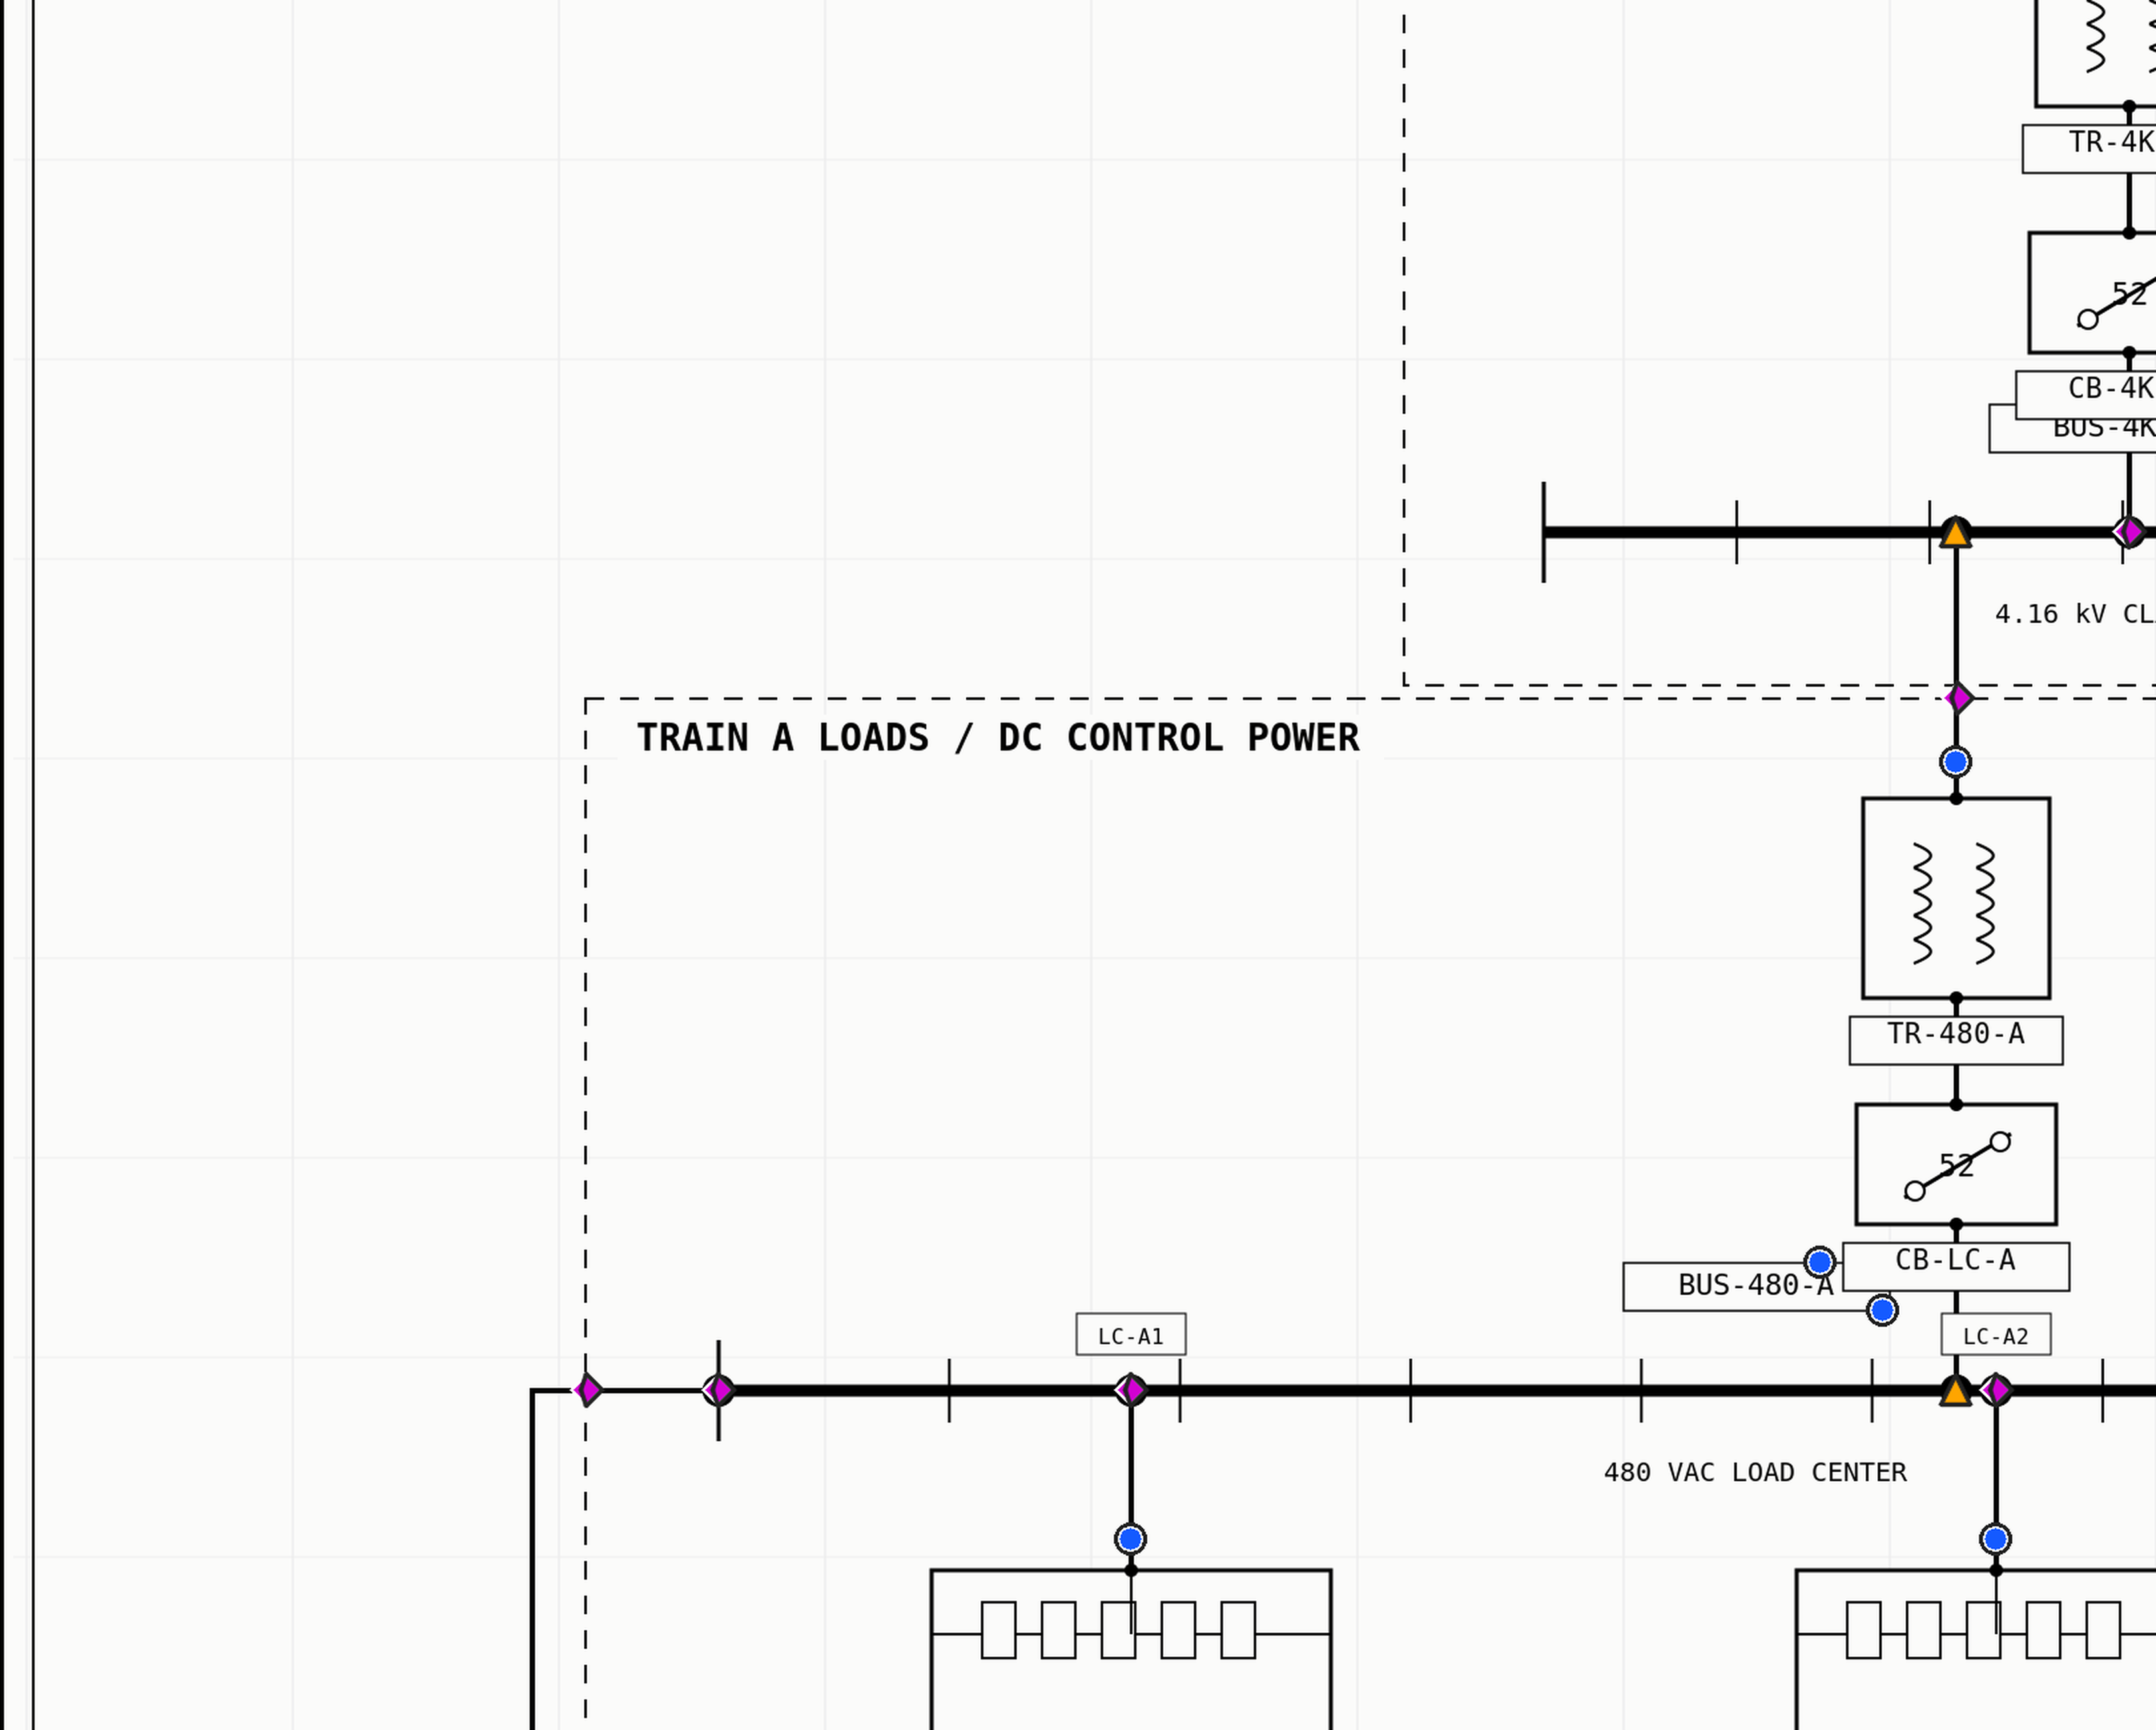 TR-4K
52
CB-4K
BUS-4K
4.16 kV CL
TRAIN A LOADS / DC CONTROL POWER
TR-480-A
52
CB-LC-A
BUS-480-A
LC-A1
LC-A2
480 VAC LOAD CENTER